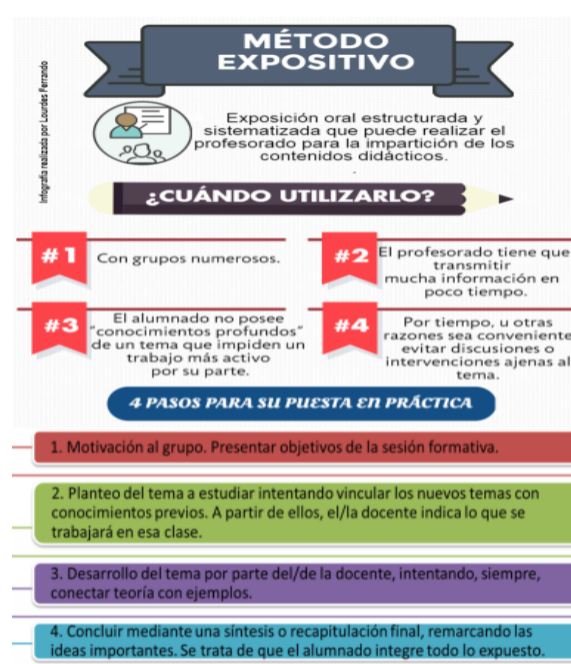 MÉTODO
EXPOSITIVO
Infografía realizada por Lourdes Ferrando
Exposición oral estructurada y
sistematizada que puede realizar el
profesorado para la impartición de los
contenidos didácticos.
.
¿CUÁNDO UTILIZARLO?
#1
Con grupos numerosos.
#2
El profesorado tiene que
transmitir
mucha información en
poco tiempo.
#3
El alumnado no posee
"conocimientos profundos"
de un tema que impiden un
trabajo más activo
por su parte.
#4
Por tiempo, u otras
razones sea conveniente
evitar discusiones o
intervenciones ajenas al
tema.
4 PASOS PARA SU PUESTA EN PRÁCTICA
1. Motivación al grupo. Presentar objetivos de la sesión formativa.
2. Planteo del tema a estudiar intentando vincular los nuevos temas con
conocimientos previos. A partir de ellos, el/la docente indica lo que se
trabajará en esa clase.
3. Desarrollo del tema por parte del/de la docente, intentando, siempre,
conectar teoría con ejemplos.
4. Concluir mediante una síntesis o recapitulación final, remarcando las
ideas importantes. Se trata de que el alumnado integre todo lo expuesto.